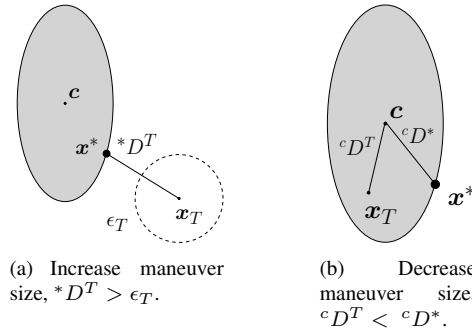 c
x*
*D^T
ϵ_T
x_T
(a) Increase maneuver
size, *D^T > ϵ_T.
c
^cD^T
^cD*
x_T
x*
(b) Decrease
maneuver size
^cD^T < ^cD*.